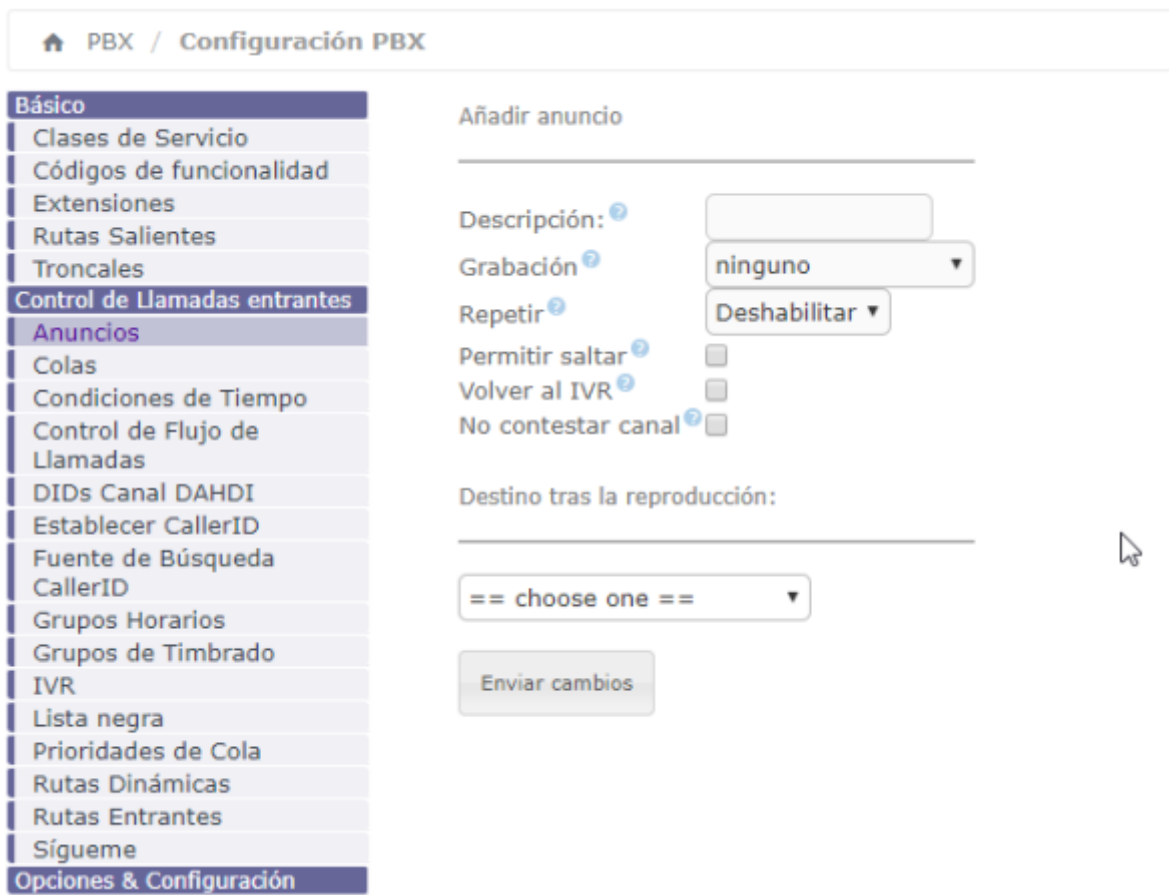 PBX / Configuración PBX
Básico
Clases de Servicio
Códigos de funcionalidad
Extensiones
Rutas Salientes
Troncales
Control de Llamadas entrantes
Anuncios
Colas
Condiciones de Tiempo
Control de Flujo de
Llamadas
DIDs Canal DAHDI
Establecer CallerID
Fuente de Búsqueda
CallerID
Grupos Horarios
Grupos de Timbrado
IVR
Lista negra
Prioridades de Cola
Rutas Dinámicas
Rutas Entrantes
Sígueme
Opciones & Configuración
Añadir anuncio
Descripción: ?
Grabación ? ninguno
Repetir ? Deshabilitar
Permitir saltar ?
Volver al IVR ?
No contestar canal ?
Destino tras la reproducción:
== choose one ==
Enviar cambios